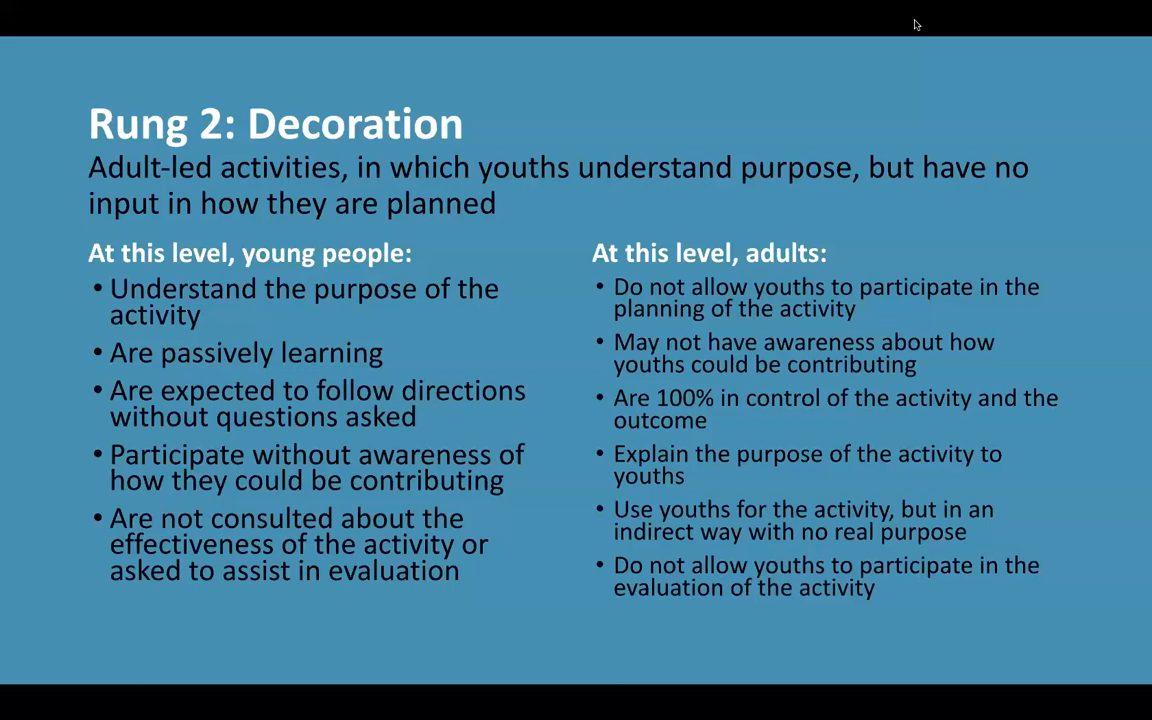 Rung 2: Decoration
Adult-led activities, in which youths understand purpose, but have no
input in how they are planned
At this level, young people:
• Understand the purpose of the
activity
• Are passively learning
• Are expected to follow directions
without questions asked
• Participate without awareness of
how they could be contributing
• Are not consulted about the
effectiveness of the activity or
asked to assist in evaluation
At this level, adults:
• Do not allow youths to participate in the
planning of the activity
• May not have awareness about how
youths could be contributing
• Are 100% in control of the activity and the
outcome
• Explain the purpose of the activity to
youths
• Use youths for the activity, but in an
indirect way with no real purpose
• Do not allow youths to participate in the
evaluation of the activity